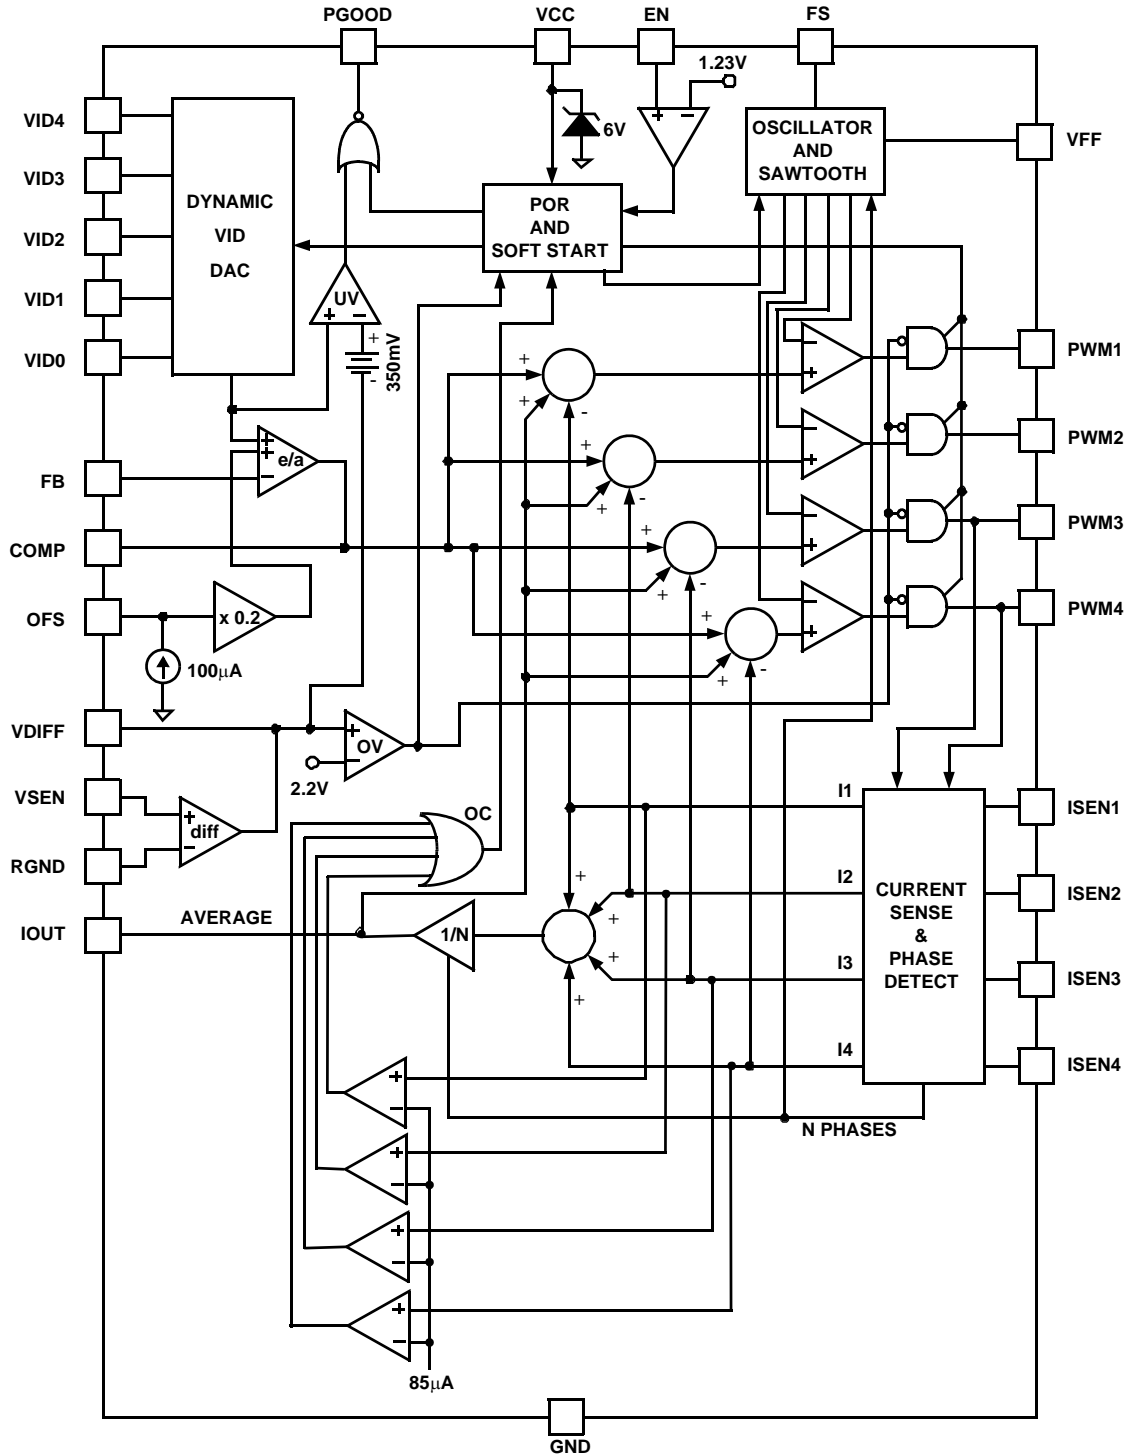 PGOOD
VCC
EN
FS
1.23V
+
−
6V
VID4
VID3
VID2
VID1
VID0
DYNAMIC
VID
DAC
POR
AND
SOFT START
OSCILLATOR
AND
SAWTOOTH
VFF
UV
+ −
+
-
350mV
+
+
-
−
+
PWM1
+
+
−
e/a
FB
+
+
-
−
+
PWM2
COMP
+
+
-
−
+
PWM3
OFS
x 0.2
100µA
+
+
-
−
+
PWM4
VDIFF
+
−
OV
2.2V
VSEN
RGND
+
−
diff
OC
I1
ISEN1
I2
ISEN2
I3
ISEN3
I4
ISEN4
CURRENT
SENSE
&
PHASE
DETECT
IOUT
AVERAGE
1/N
+
+
+
+
N PHASES
+
−
+
−
+
−
+
−
85µA
GND